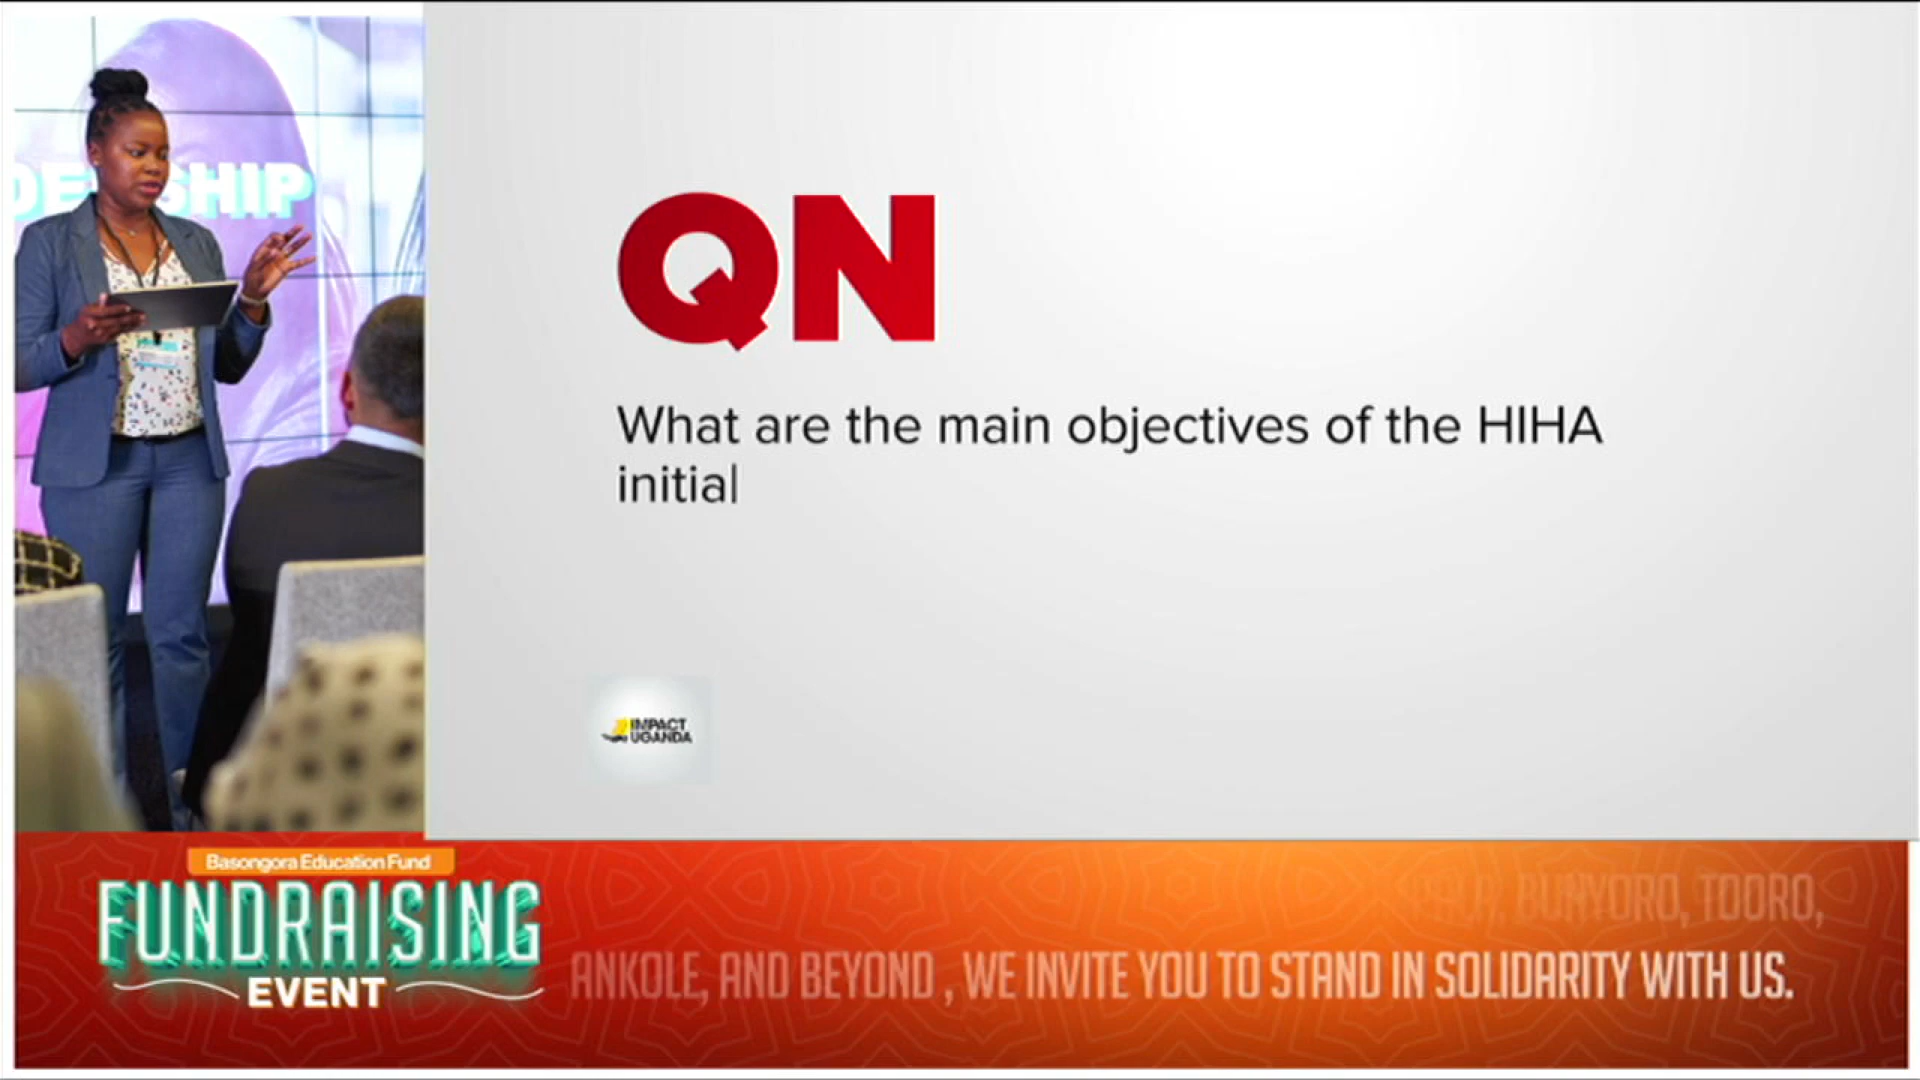 SHIP
QN
What are the main objectives of the HIHA
initial
IMPACT
UGANDA
Basongora Education Fund
FUNDRAISING
EVENT
BUNYORO, TOORO,
ANKOLE, AND BEYOND , WE INVITE YOU TO STAND IN SOLIDARITY WITH US.